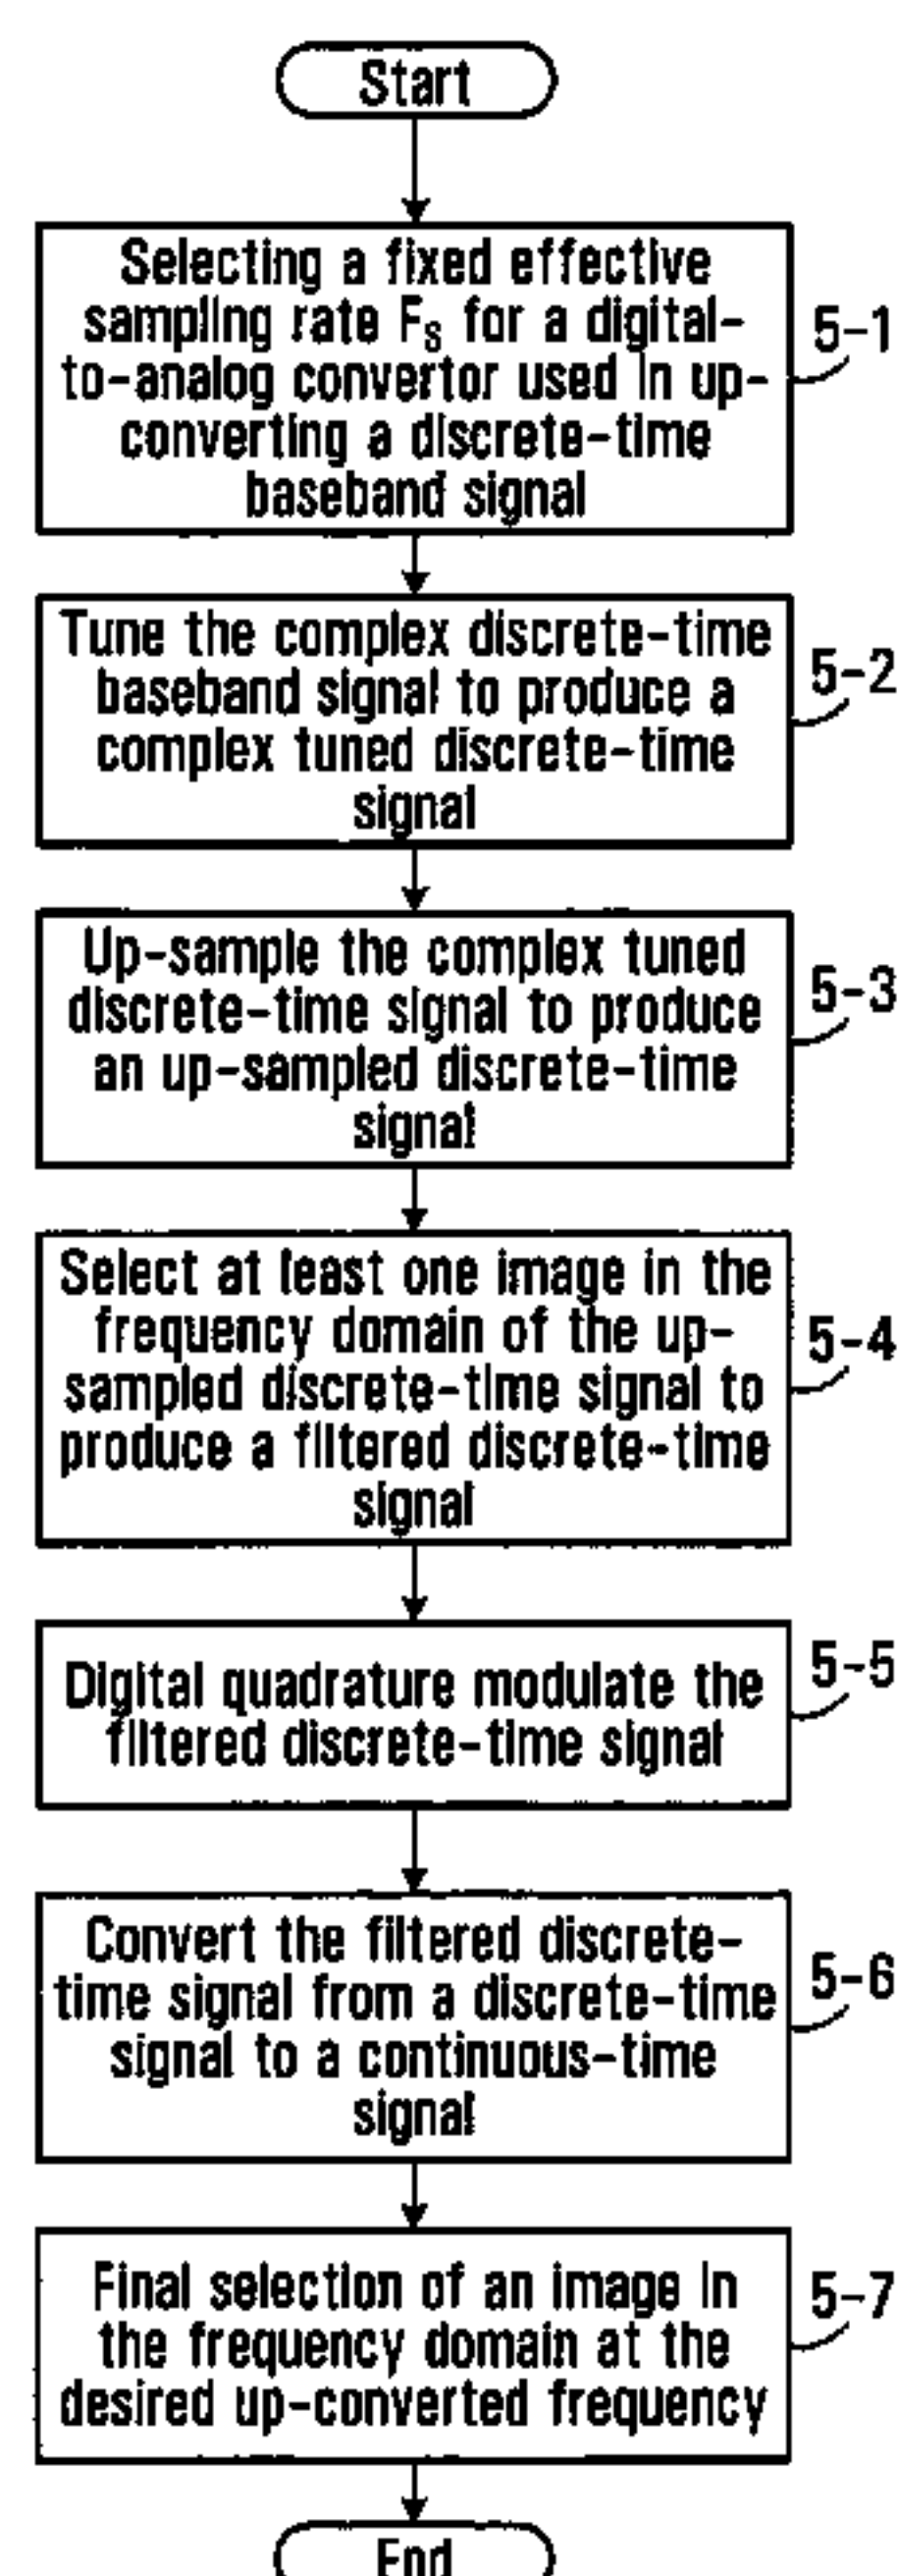 Start
Selecting a fixed effective
sampling rate FS for a digital-
to-analog convertor used in up-
converting a discrete-time
baseband signal
5-1
Tune the complex discrete-time
baseband signal to produce a
complex tuned discrete-time
signal
5-2
Up-sample the complex tuned
discrete-time signal to produce
an up-sampled discrete-time
signal
5-3
Select at least one image in the
frequency domain of the up-
sampled discrete-time signal to
produce a filtered discrete-time
signal
5-4
Digital quadrature modulate the
filtered discrete-time signal
5-5
Convert the filtered discrete-
time signal from a discrete-time
signal to a continuous-time
signal
5-6
Final selection of an image in
the frequency domain at the
desired up-converted frequency
5-7
End